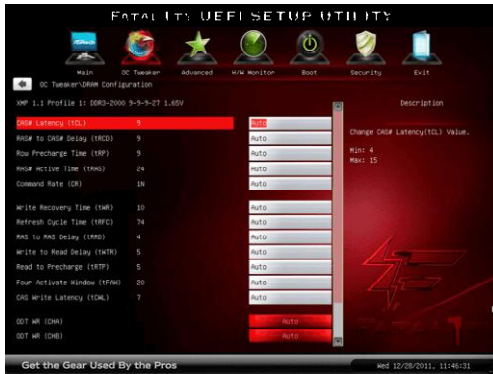 FATAL1TY UEFI SETUP UTILITY
Main OC Tweaker Advanced H/W Monitor Boot Security Exit
OC Tweaker\DRAM Configuration
XMP 1.1 Profile 1: DDR3-2000 9-9-9-27 1.65V
Description
CAS# Latency (tCL) 9 Auto
Change CAS# Latency(tCL) Value.
RAS# to CAS# Delay (tRCD) 9 Auto
Min: 4
Row Precharge Time (tRP) 9 Auto
Max: 15
RAS# Active Time (tRAS) 24 Auto
Command Rate (CR) 1N Auto
Write Recovery Time (tWR) 10 Auto
Refresh Cycle Time (tRFC) 74 Auto
RAS to RAS Delay (tRRD) 4 Auto
Write to Read Delay (tWTR) 5 Auto
Read to Precharge (tRTP) 5 Auto
Four Activate Window (tFAW) 20 Auto
CAS Write Latency (tCWL) 7 Auto
ODT WR (CHA) Auto
ODT WR (CHB) Auto
Get the Gear Used By the Pros
Wed 12/28/2011, 11:46:31